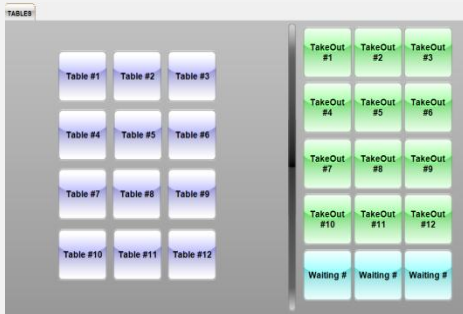 TABLES
Table #1 Table #2 Table #3
Table #4 Table #5 Table #6
Table #7 Table #8 Table #9
Table #10 Table #11 Table #12
TakeOut #1 TakeOut #2 TakeOut #3
TakeOut #4 TakeOut #5 TakeOut #6
TakeOut #7 TakeOut #8 TakeOut #9
TakeOut #10 TakeOut #11 TakeOut #12
Waiting # Waiting # Waiting #